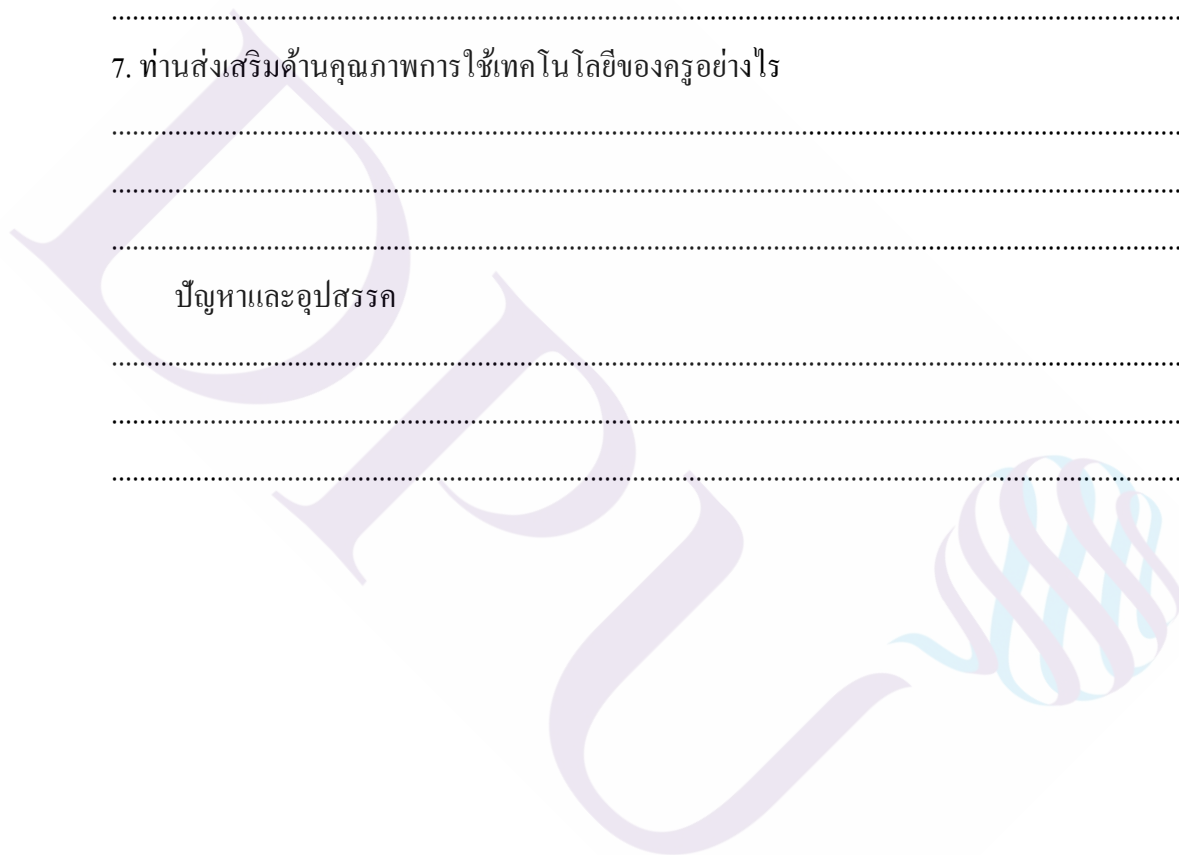 7. ท่านส่งเสริมด้านคุณภาพการใช้เทคโนโลยีของครูอย่างไร
ปัญหาและอุปสรรค
DPU